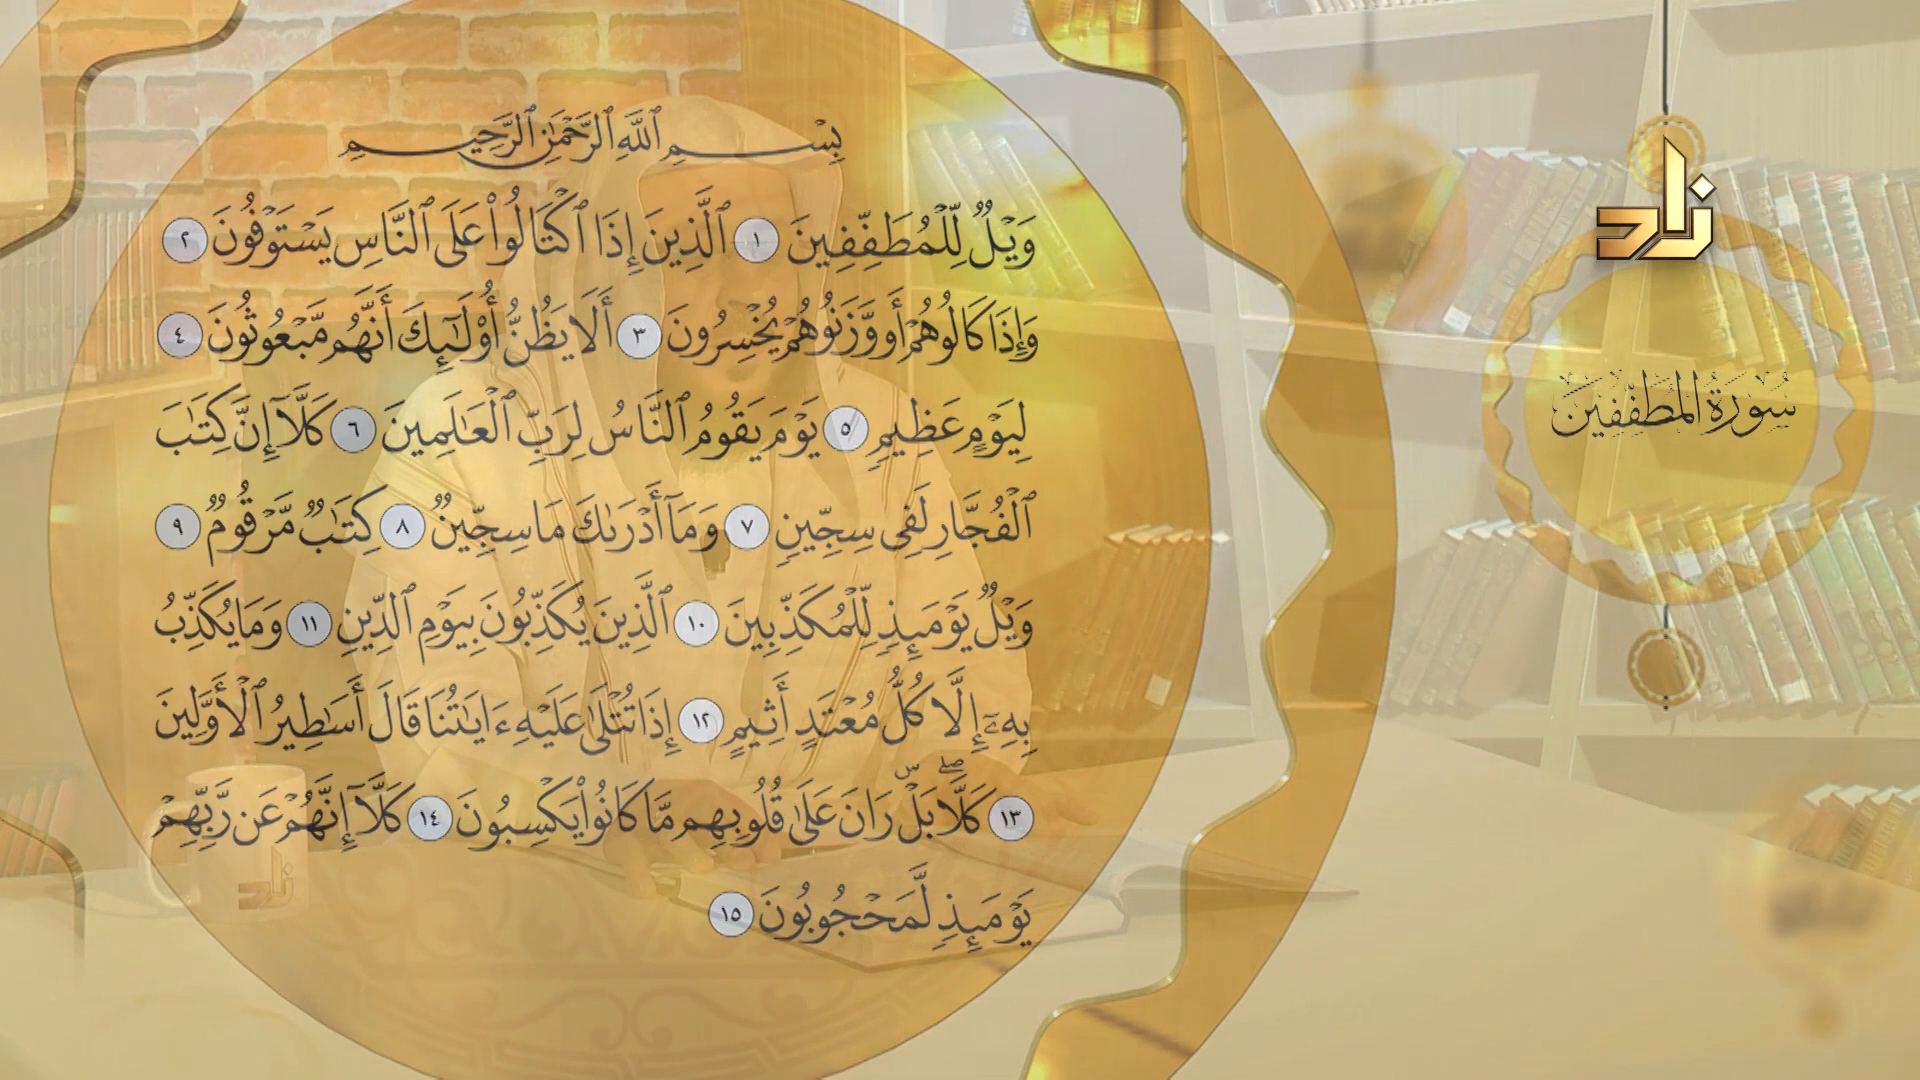 بِسْمِ ٱللَّهِ ٱلرَّحْمَٰنِ ٱلرَّحِيمِ
وَيْلٌ لِّلْمُطَفِّفِينَ ١ ٱلَّذِينَ إِذَا ٱكْتَالُوا۟ عَلَى ٱلنَّاسِ يَسْتَوْفُونَ ٢
وَإِذَا كَالُوهُمْ أَو وَّزَنُوهُمْ يُخْسِرُونَ ٣ أَلَا يَظُنُّ أُو۟لَٰٓئِكَ أَنَّهُم مَّبْعُوثُونَ ٤
لِيَوْمٍ عَظِيمٍ ٥ يَوْمَ يَقُومُ ٱلنَّاسُ لِرَبِّ ٱلْعَٰلَمِينَ ٦ كَلَّآ إِنَّ كِتَٰبَ
ٱلْفُجَّارِ لَفِى سِجِّينٍ ٧ وَمَآ أَدْرَىٰكَ مَا سِجِّينٌ ٨ كِتَٰبٌ مَّرْقُومٌ ٩
وَيْلٌ يَوْمَئِذٍ لِّلْمُكَذِّبِينَ ١٠ ٱلَّذِينَ يُكَذِّبُونَ بِيَوْمِ ٱلدِّينِ ١١ وَمَا يُكَذِّبُ
بِهِۦٓ إِلَّا كُلُّ مُعْتَدٍ أَثِيمٍ ١٢ إِذَا تُتْلَىٰ عَلَيْهِ ءَايَٰتُنَا قَالَ أَسَٰطِيرُ ٱلْأَوَّلِينَ
١٣ كَلَّا ۖ بَلْ ۜ رَانَ عَلَىٰ قُلُوبِهِم مَّا كَانُوا۟ يَكْسِبُونَ ١٤ كَلَّآ إِنَّهُمْ عَن رَّبِّهِمْ
يَوْمَئِذٍ لَّمَحْجُوبُونَ ١٥
زاد
سُورَةُ المُطَفِّفِينَ
زاد